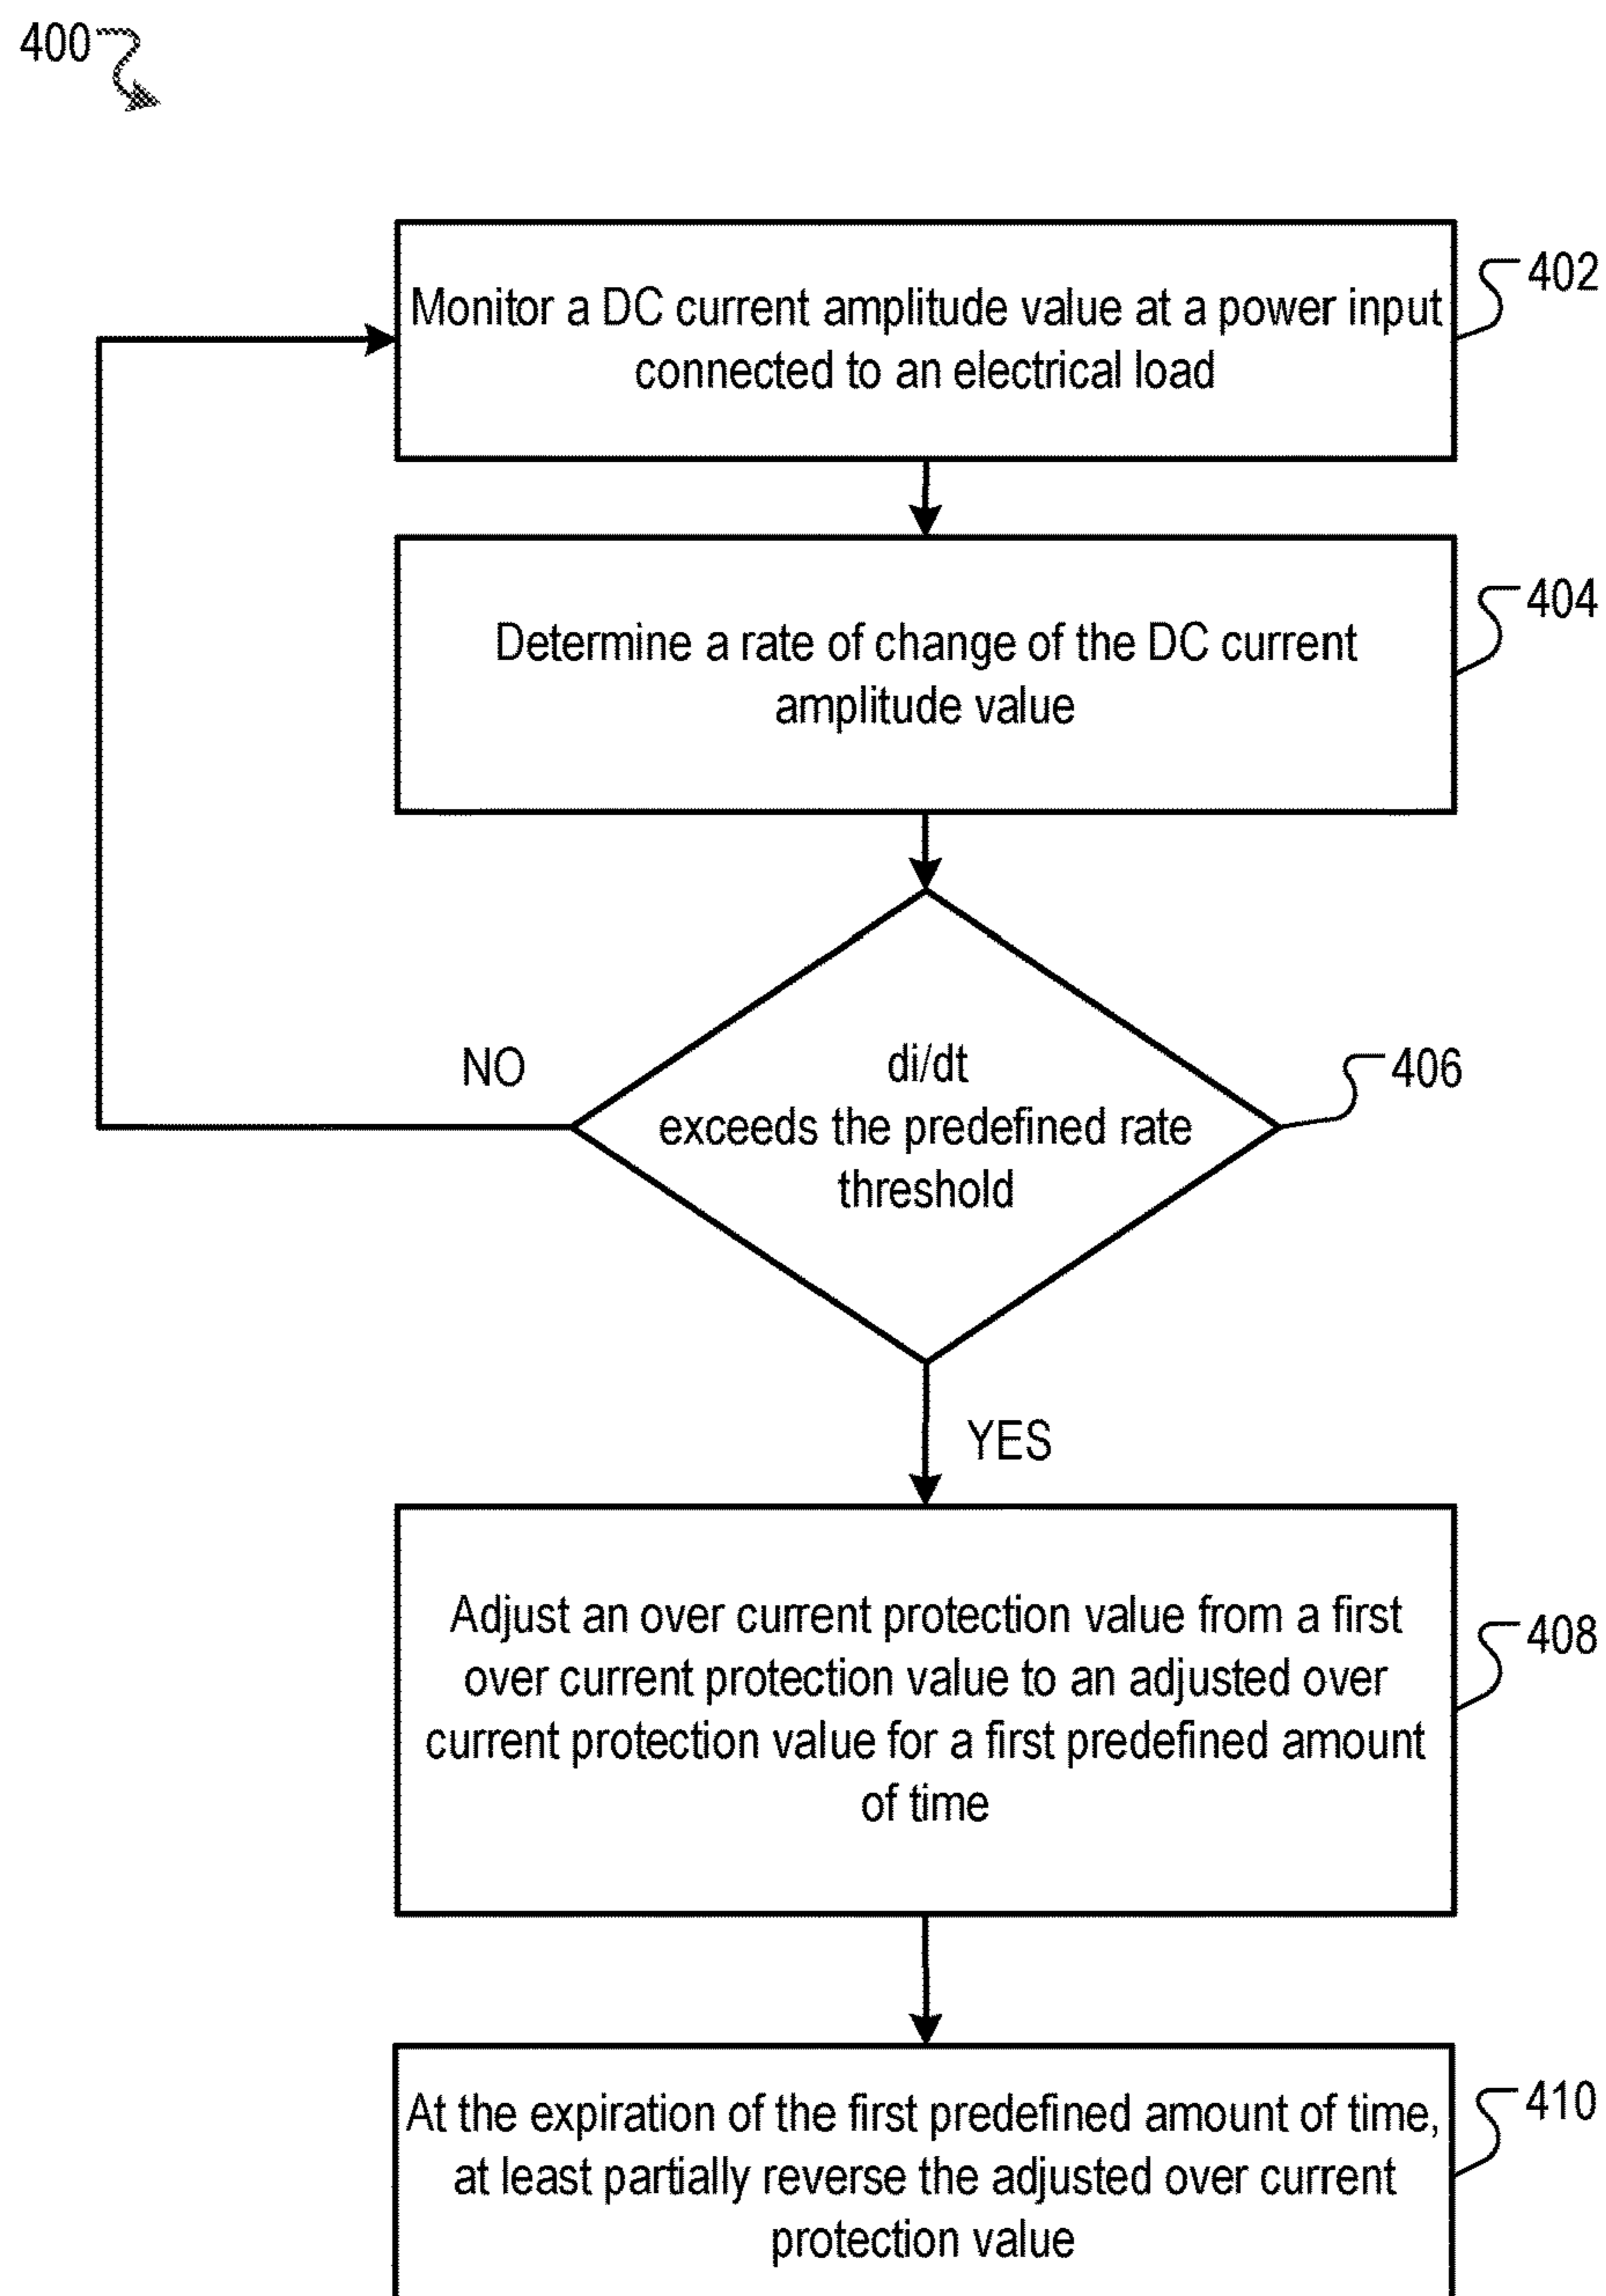 400
Monitor a DC current amplitude value at a power input
connected to an electrical load
402
Determine a rate of change of the DC current
amplitude value
404
di/dt
exceeds the predefined rate
threshold
406
NO
YES
Adjust an over current protection value from a first
over current protection value to an adjusted over
current protection value for a first predefined amount
of time
408
At the expiration of the first predefined amount of time,
at least partially reverse the adjusted over current
protection value
410